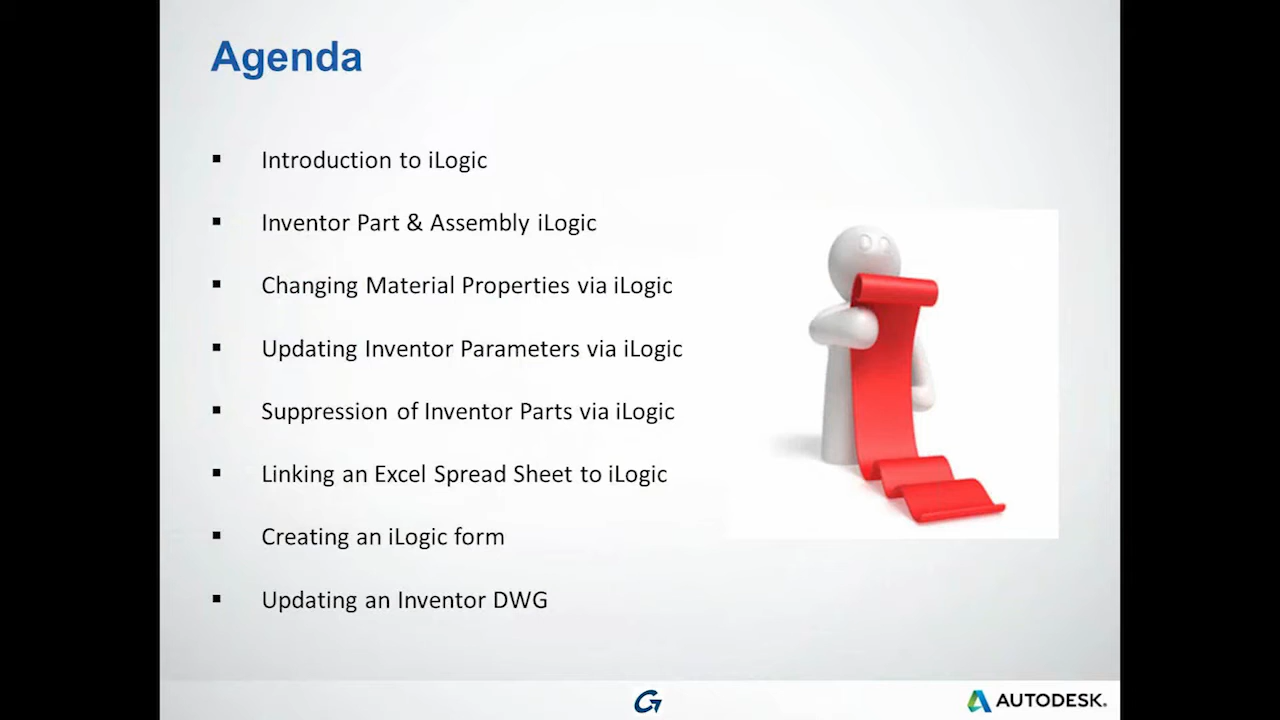 Agenda
Introduction to iLogic
Inventor Part & Assembly iLogic
Changing Material Properties via iLogic
Updating Inventor Parameters via iLogic
Suppression of Inventor Parts via iLogic
Linking an Excel Spread Sheet to iLogic
Creating an iLogic form
Updating an Inventor DWG
AUTODESK.